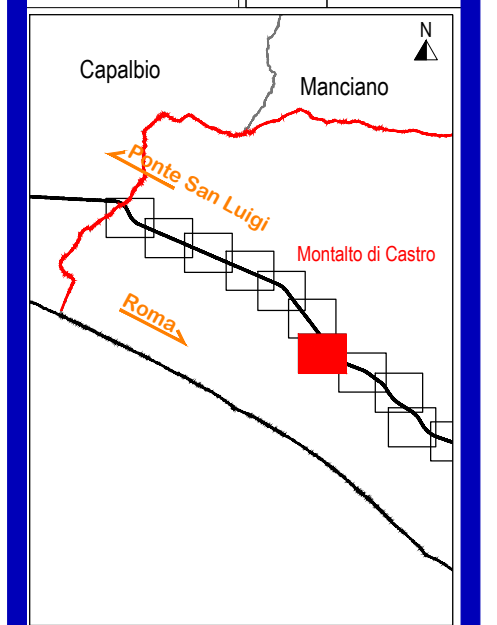 N
Capalbio
Manciano
Ponte San Luigi
Montalto di Castro
Roma